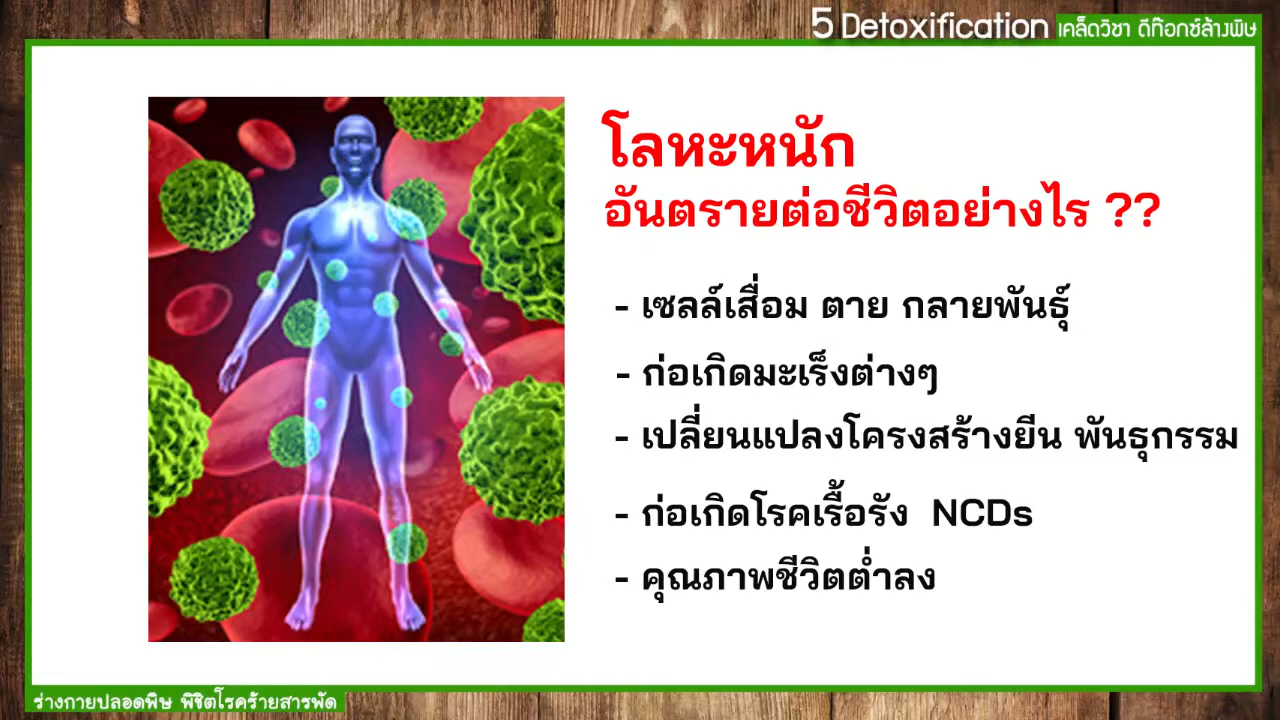 5 Detoxification เคล็ดวิชา ดีท๊อกซ์ล้างพิษ
โลหะหนัก
อันตรายต่อชีวิตอย่างไร ??
- เซลล์เสื่อม ตาย กลายพันธุ์
- ก่อเกิดมะเร็งต่างๆ
- เปลี่ยนแปลงโครงสร้างยีน พันธุกรรม
- ก่อเกิดโรคเรื้อรัง NCDs
- คุณภาพชีวิตต่ำลง
ร่างกายปลอดพิษ พิชิตโรคร้ายสารพัด